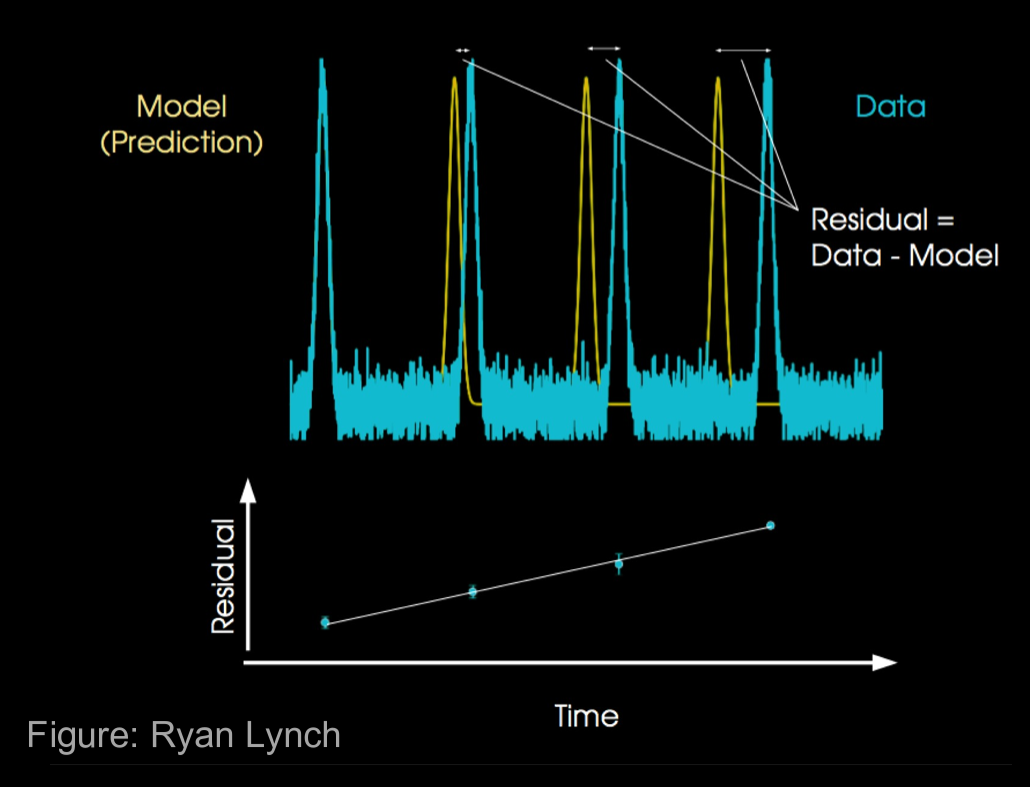 Model
(Prediction)
Data
Residual =
Data - Model
Residual
Time
Figure: Ryan Lynch